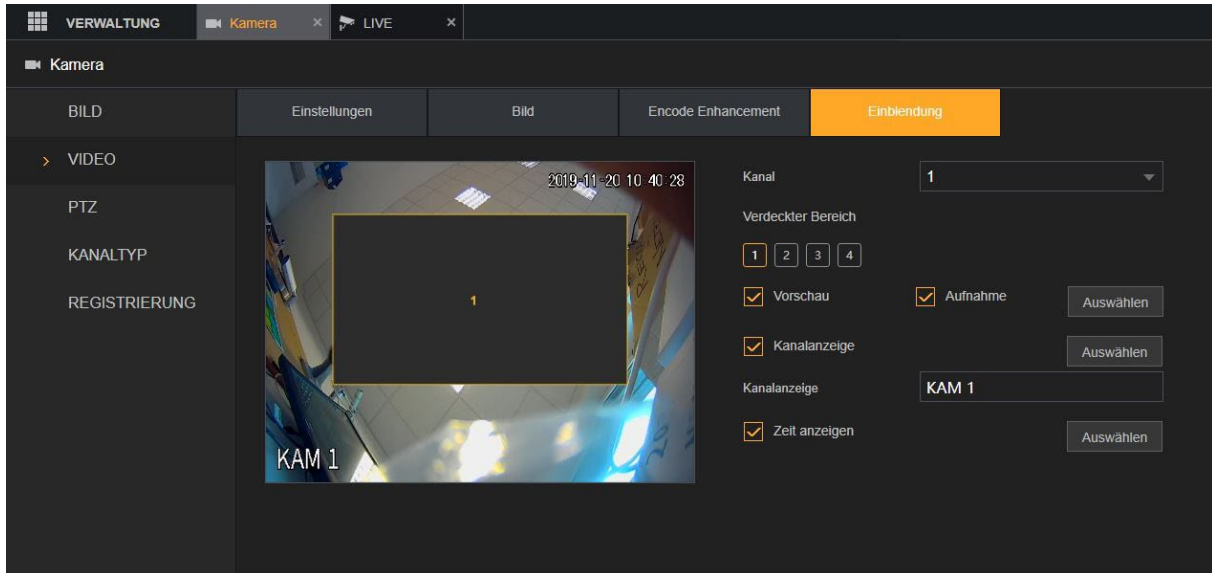 VERWALTUNG Kamera × LIVE ×
Kamera
BILD
VIDEO
PTZ
KANALTYP
REGISTRIERUNG
Einstellungen Bild Encode Enhancement Einblendung
2019-11-20 10:40:28
1
KAM 1
Kanal 1
Verdeckter Bereich
1 2 3 4
Vorschau Aufnahme Auswählen
Kanalanzeige Auswählen
Kanalanzeige KAM 1
Zeit anzeigen Auswählen